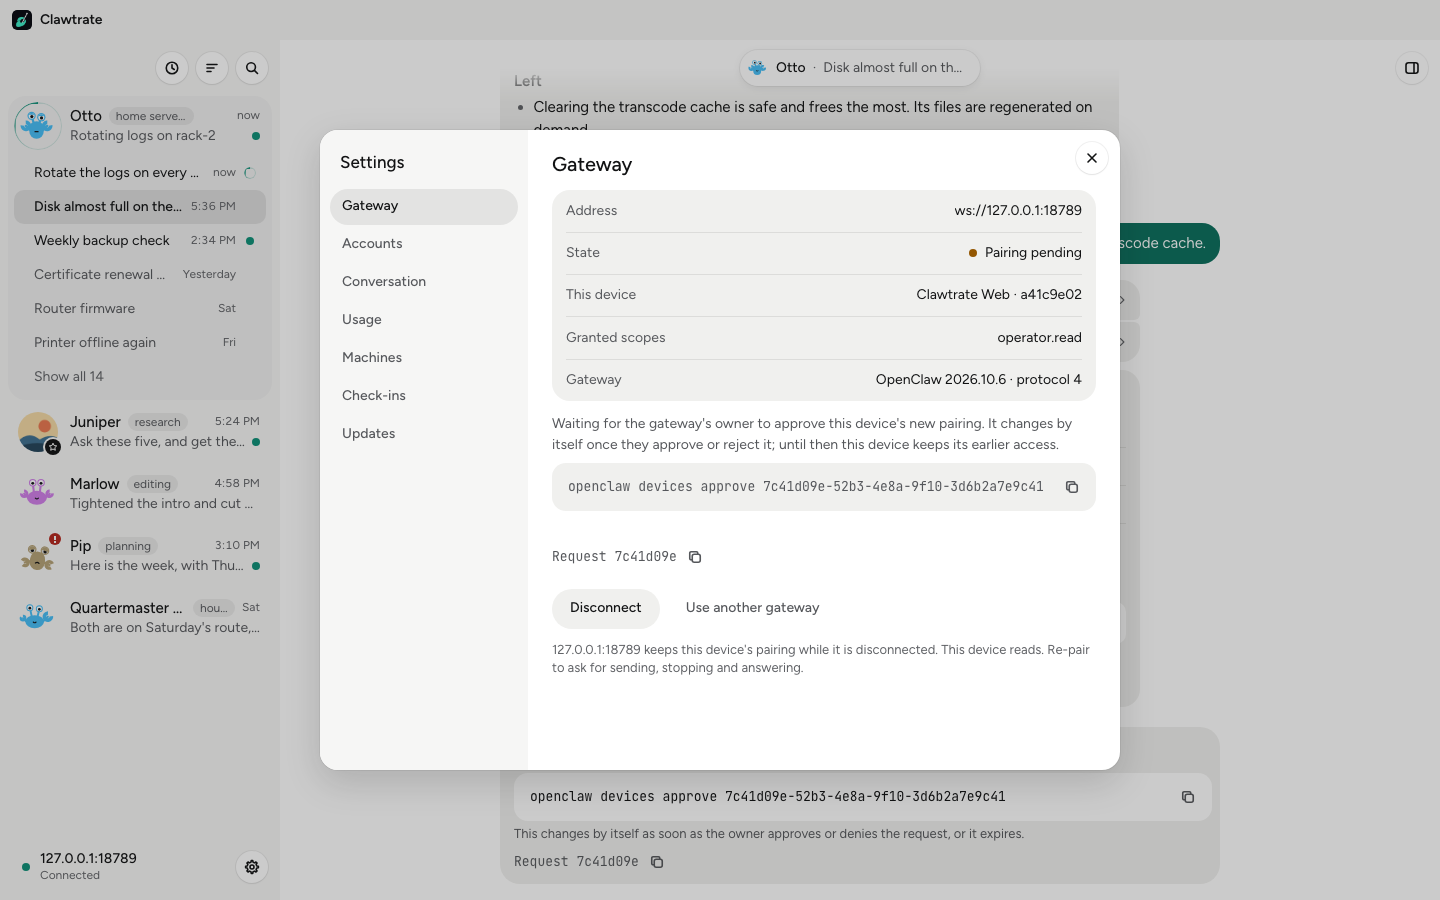 Clawtrate
Otto
home serve...
now
Rotating logs on rack-2
Rotate the logs on every ...
now
Disk almost full on the...
5:36 PM
Weekly backup check
2:34 PM
Certificate renewal ...
Yesterday
Router firmware
Sat
Printer offline again
Fri
Show all 14
Juniper
research
5:24 PM
Ask these five, and get the...
Marlow
editing
4:58 PM
Tightened the intro and cut ...
Pip
planning
3:10 PM
Here is the week, with Thu...
Quartermaster ...
hou...
Sat
Both are on Saturday's route,...
127.0.0.1:18789
Connected
Otto · Disk almost full on th...
Left
Clearing the transcode cache is safe and frees the most. Its files are regenerated on
demand.
scode cache.
Settings
Gateway
Accounts
Conversation
Usage
Machines
Check-ins
Updates
Gateway
Address
ws://127.0.0.1:18789
State
Pairing pending
This device
Clawtrate Web · a41c9e02
Granted scopes
operator.read
Gateway
OpenClaw 2026.10.6 · protocol 4
Waiting for the gateway's owner to approve this device's new pairing. It changes by
itself once they approve or reject it; until then this device keeps its earlier access.
openclaw devices approve 7c41d09e-52b3-4e8a-9f10-3d6b2a7e9c41
Request 7c41d09e
Disconnect
Use another gateway
127.0.0.1:18789 keeps this device's pairing while it is disconnected. This device reads. Re-pair
to ask for sending, stopping and answering.
openclaw devices approve 7c41d09e-52b3-4e8a-9f10-3d6b2a7e9c41
This changes by itself as soon as the owner approves or denies the request, or it expires.
Request 7c41d09e